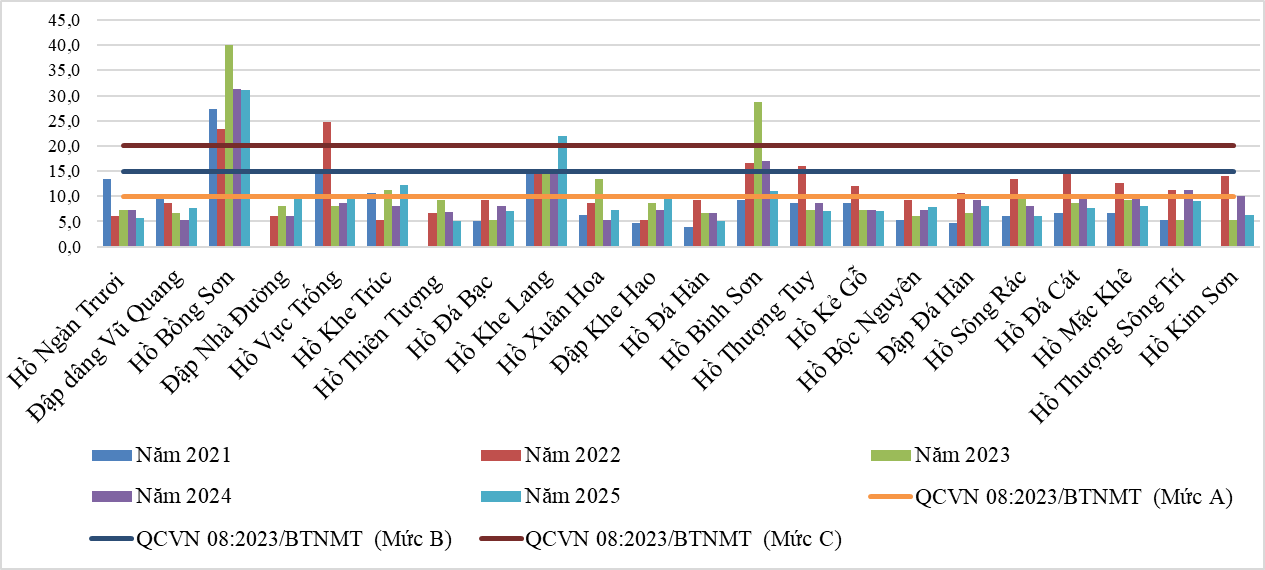 45,0
40,0
35,0
30,0
25,0
20,0
15,0
10,0
5,0
0,0
Hồ Ngàn Trươi
Đập dâng Vũ Quang
Hồ Bồng Sơn
Đập Nhà Đường
Hồ Vực Trống
Hồ Khe Trúc
Hồ Thiên Tượng
Hồ Đá Bạc
Hồ Khe Lang
Hồ Xuân Hoa
Đập Khe Hao
Hồ Đá Hàn
Hồ Bình Sơn
Hồ Thượng Tuy
Hồ Kẻ Gỗ
Hồ Bộc Nguyên
Đập Đá Hàn
Hồ Sông Rác
Hồ Đá Cát
Hồ Mạc Khê
Hồ Thượng Sông Trí
Hồ Kim Sơn
Năm 2021 Năm 2022 Năm 2023
Năm 2024 Năm 2025 QCVN 08:2023/BTNMT (Mức A)
QCVN 08:2023/BTNMT (Mức B) QCVN 08:2023/BTNMT (Mức C)